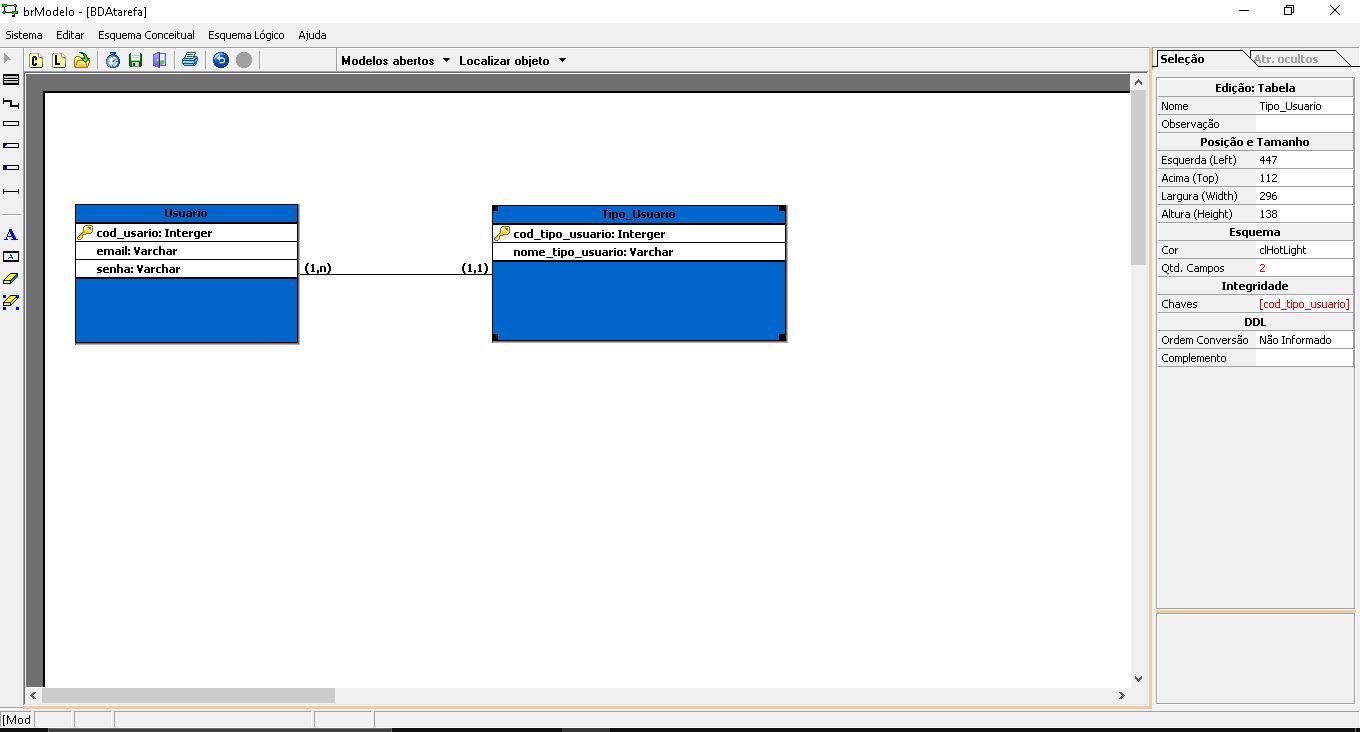 brModelo - [BDAtarefa]
Sistema Editar Esquema Conceitual Esquema Lógico Ajuda
C L Modelos abertos Localizar objeto
Seleção Atr. ocultos
Edição: Tabela
Nome Tipo_Usuario
Observação
Posição e Tamanho
Esquerda (Left) 447
Acima (Top) 112
Largura (Width) 296
Altura (Height) 138
Esquema
Cor clHotLight
Qtd. Campos 2
Integridade
Chaves [cod_tipo_usuario]
DDL
Ordem Conversão Não Informado
Complemento
A
A
Usuario
cod_usario: Interger
email: Varchar
senha: Varchar
(1,n) (1,1)
Tipo_Usuario
cod_tipo_usuario: Interger
nome_tipo_usuario: Varchar
[Mod